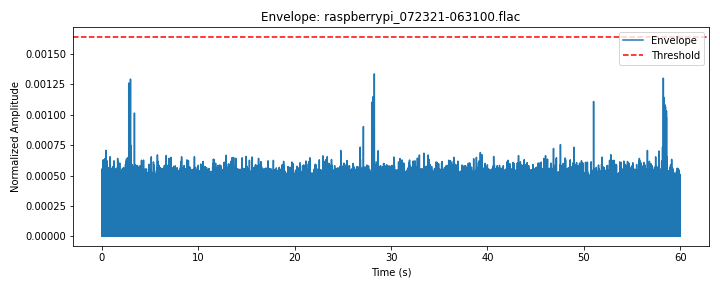 Envelope: raspberrypi_072321-063100.flac
Normalized Amplitude
0.00150
0.00125
0.00100
0.00075
0.00050
0.00025
0.00000
Envelope
Threshold
0 10 20 30 40 50 60
Time (s)